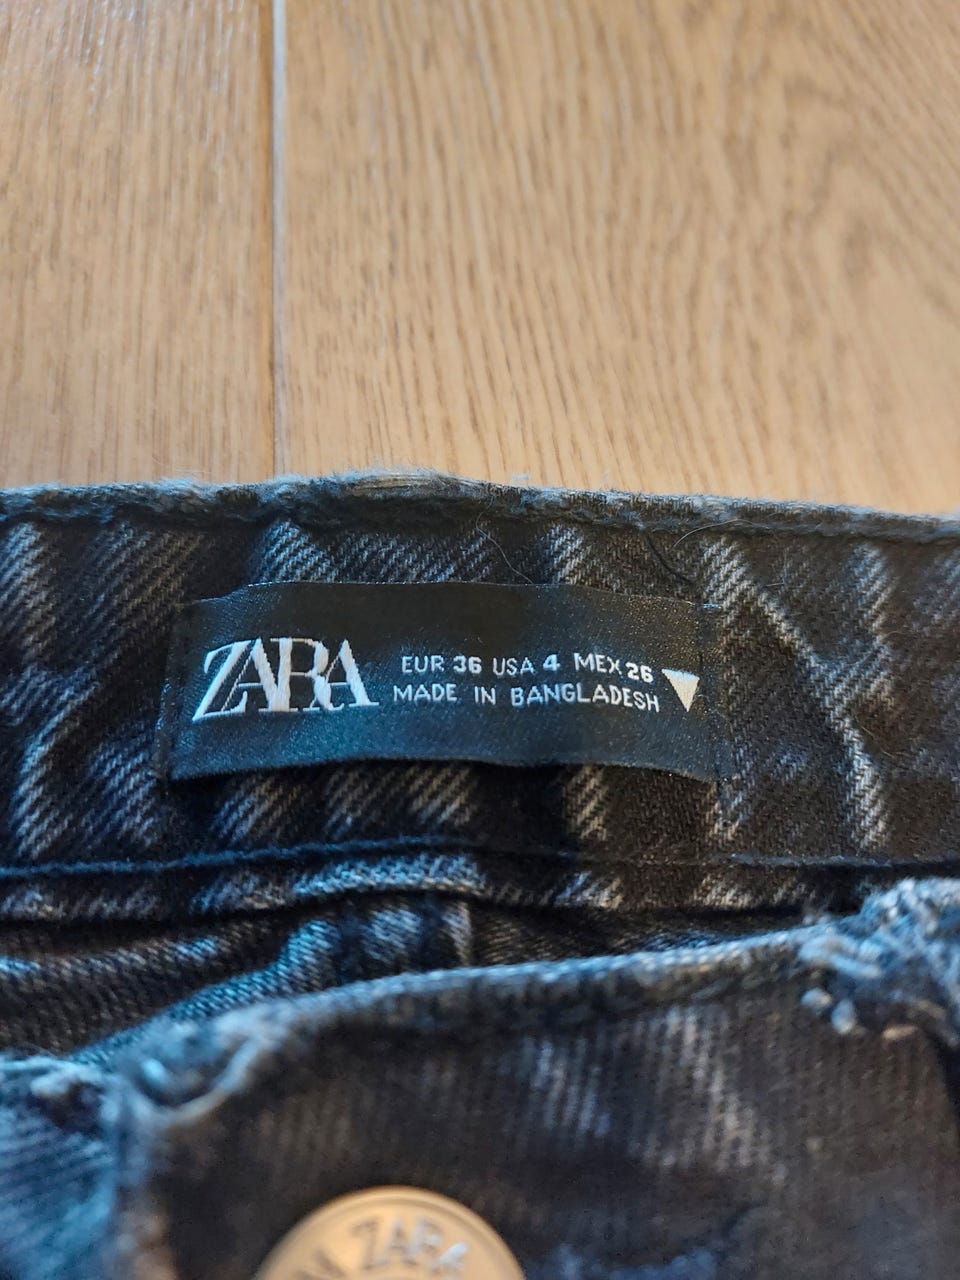 ZARA
EUR 36 USA 4 MEX 26
MADE IN BANGLADESH
ZARA